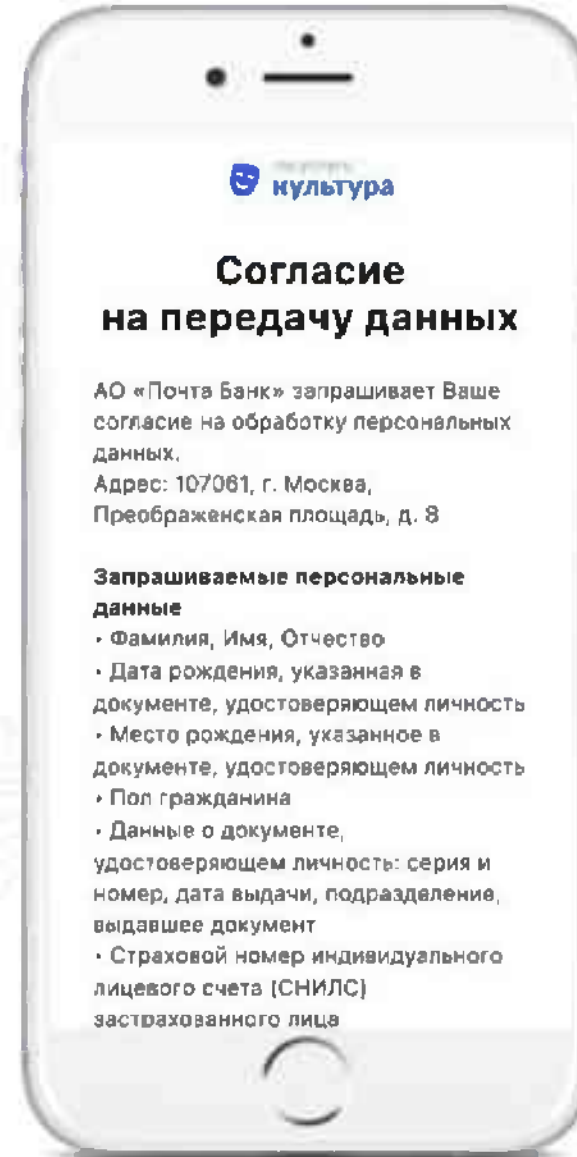 культура
Согласие
на передачу данных
АО «Почта Банк» запрашивает Ваше
согласие на обработку персональных
данных.
Адрес: 107061, г. Москва,
Преображенская площадь, д. 8
Запрашиваемые персональные
данные
• Фамилия, Имя, Отчество
• Дата рождения, указанная в
документе, удостоверяющем личность
• Место рождения, указанное в
документе, удостоверяющем личность
• Пол гражданина
• Данные о документе,
удостоверяющем личность: серия и
номер, дата выдачи, подразделение,
выдавшее документ
• Страховой номер индивидуального
лицевого счета (СНИЛС)
застрахованного лица